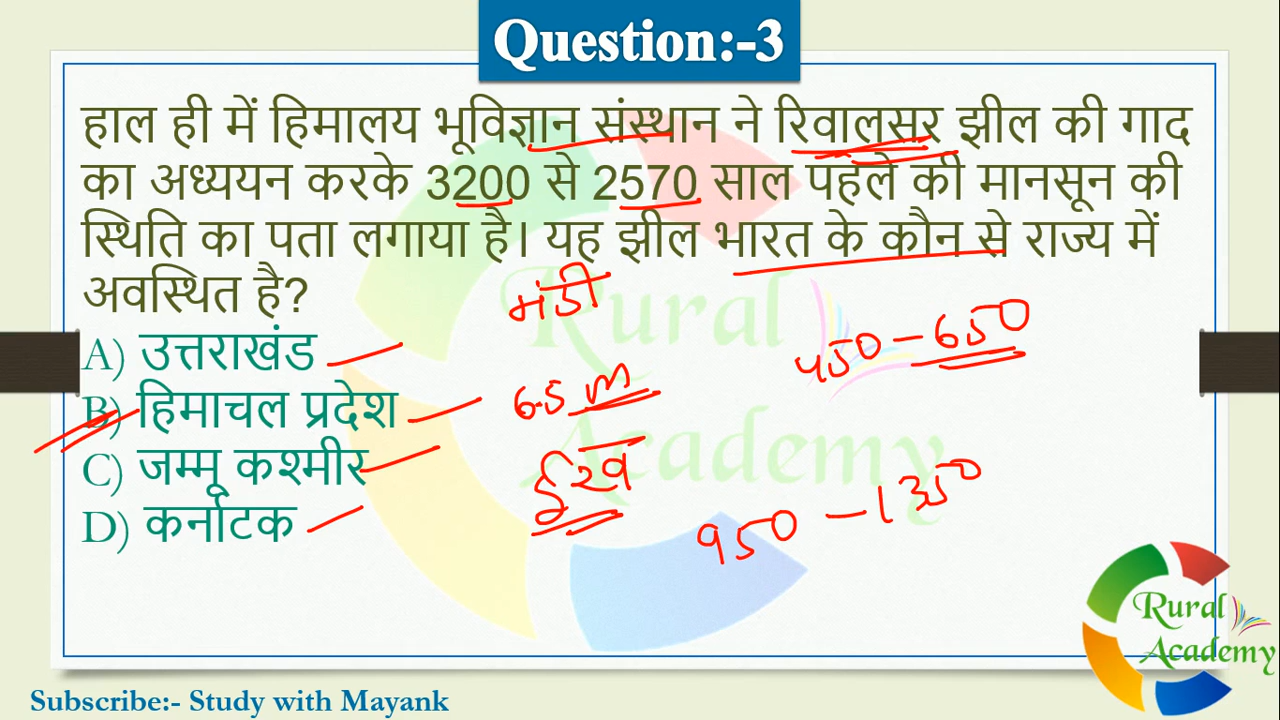 Question:-3
हाल ही में हिमालय भूविज्ञान संस्थान ने रिवालसर झील की गाद
का अध्ययन करके 3200 से 2570 साल पहले की मानसून की
स्थिति का पता लगाया है। यह झील भारत के कौन से राज्य में
अवस्थित है?
मंडी
A) उत्तराखंड
450 - 650
B) हिमाचल प्रदेश
6.5 m
C) जम्मू कश्मीर
D) कर्नाटक
950 - 1350
Rural
Academy
Rural
Academy
Subscribe:- Study with Mayank